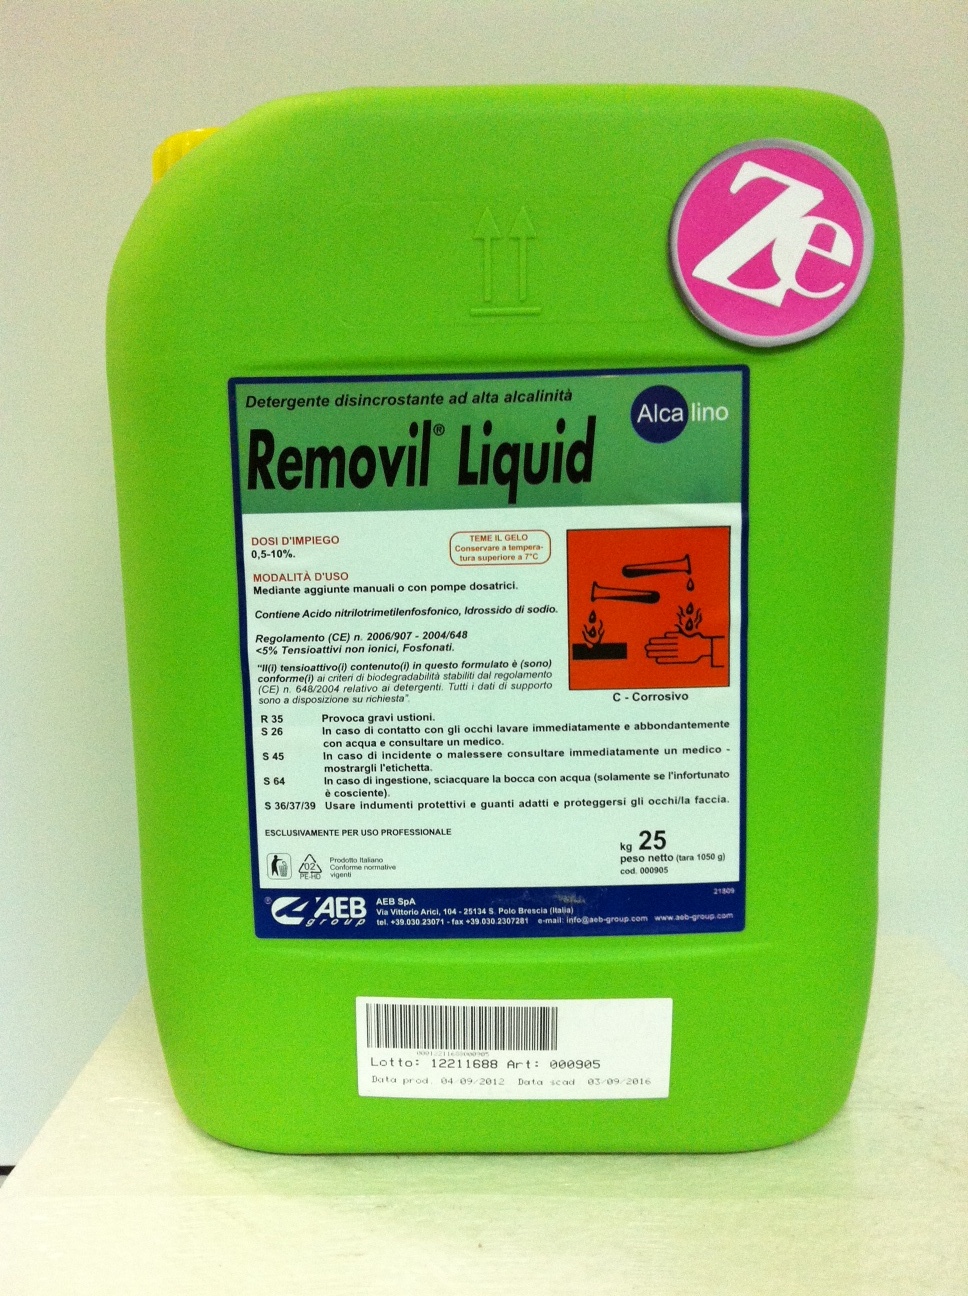 Ze
Detergente disincrostante ad alta alcalinità
Alcalino
Removil® Liquid
DOSI D'IMPIEGO
0,5-10%.
TEME IL GELO
Conservare a tempera-
tura superiore a 7°C
MODALITÀ D'USO
Mediante aggiunte manuali o con pompe dosatrici.
Contiene Acido nitrilotrimetilenfosfonico, Idrossido di sodio.
Regolamento (CE) n. 2006/907 - 2004/648
<5% Tensioattivi non ionici, Fosfonati.
"Il(i) tensioattivo(i) contenuto(i) in questo formulato è (sono)
conforme(i) ai criteri di biodegradabilità stabiliti dal regolamento
(CE) n. 648/2004 relativo ai detergenti. Tutti i dati di supporto
sono a disposizione su richiesta".
C - Corrosivo
R 35 Provoca gravi ustioni.
S 26 In caso di contatto con gli occhi lavare immediatamente e abbondantemente
con acqua e consultare un medico.
S 45 In caso di incidente o malessere consultare immediatamente un medico -
mostrargli l'etichetta.
S 64 In caso di ingestione, sciacquare la bocca con acqua (solamente se l'infortunato
è cosciente).
S 36/37/39 Usare indumenti protettivi e guanti adatti e proteggersi gli occhi/la faccia.
ESCLUSIVAMENTE PER USO PROFESSIONALE
kg 25
peso netto (tara 1050 g)
cod. 000905
02
PE-HD
Prodotto Italiano
Conforme normative
vigenti
21809
® AEB
group
AEB SpA
Via Vittorio Arici, 104 - 25134 S. Polo Brescia (Italia)
tel. +39.030.23071 - fax +39.030.2307281 e-mail: info@aeb-group.com www.aeb-group.com
Lotto: 12211688 Art: 000905
Data prod. 04/09/2012 Data scad 03/09/2016